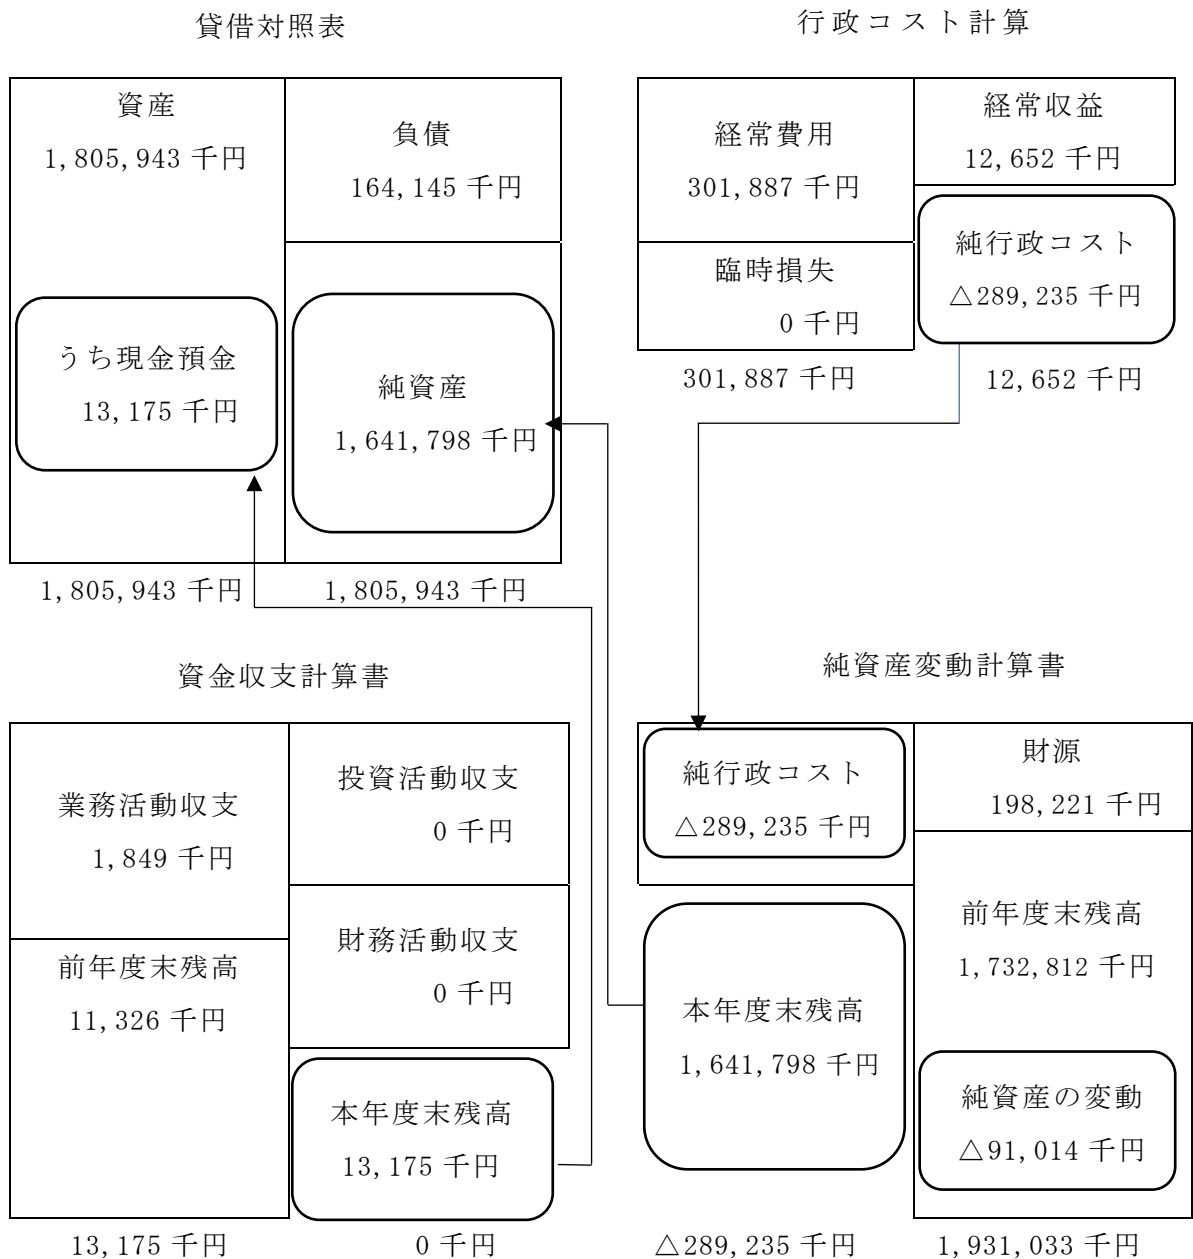 貸借対照表
資産
1,805,943 千円
負債
164,145 千円
うち現金預金
13,175 千円
純資産
1,641,798 千円
1,805,943 千円
1,805,943 千円
行政コスト計算
経常費用
301,887 千円
経常収益
12,652 千円
臨時損失
0 千円
純行政コスト
△289,235 千円
301,887 千円
12,652 千円
資金収支計算書
業務活動収支
1,849 千円
投資活動収支
0 千円
前年度末残高
11,326 千円
財務活動収支
0 千円
本年度末残高
13,175 千円
13,175 千円
0 千円
純資産変動計算書
純行政コスト
△289,235 千円
財源
198,221 千円
本年度末残高
1,641,798 千円
前年度末残高
1,732,812 千円
純資産の変動
△91,014 千円
△289,235 千円
1,931,033 千円